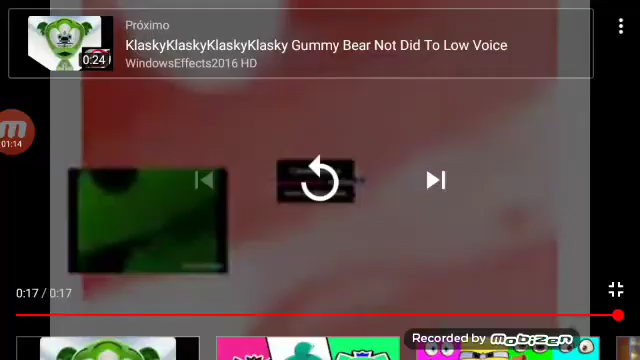 Próximo
KlaskyKlaskyKlaskyKlasky Gummy Bear Not Did To Low Voice
WindowsEffects2016 HD
0:24
01:14
0:17 / 0:17
Recorded by MOBIZEN